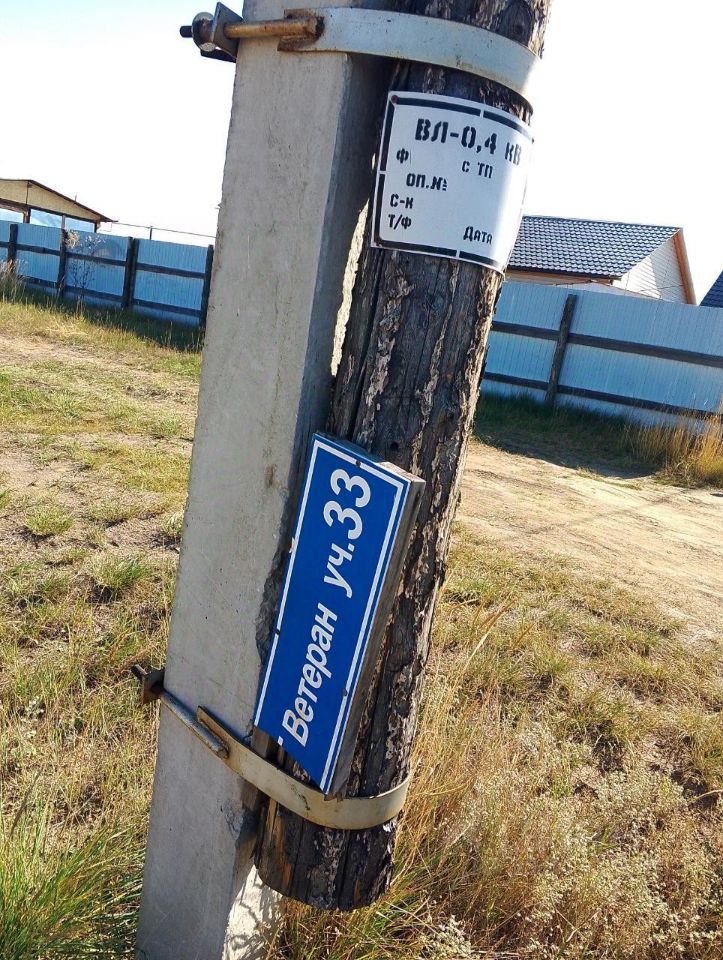 ВЛ-0,4 кВ
Ф С ТП
ОП.№
С-К
Т/Ф Дата
Ветеран уч.33